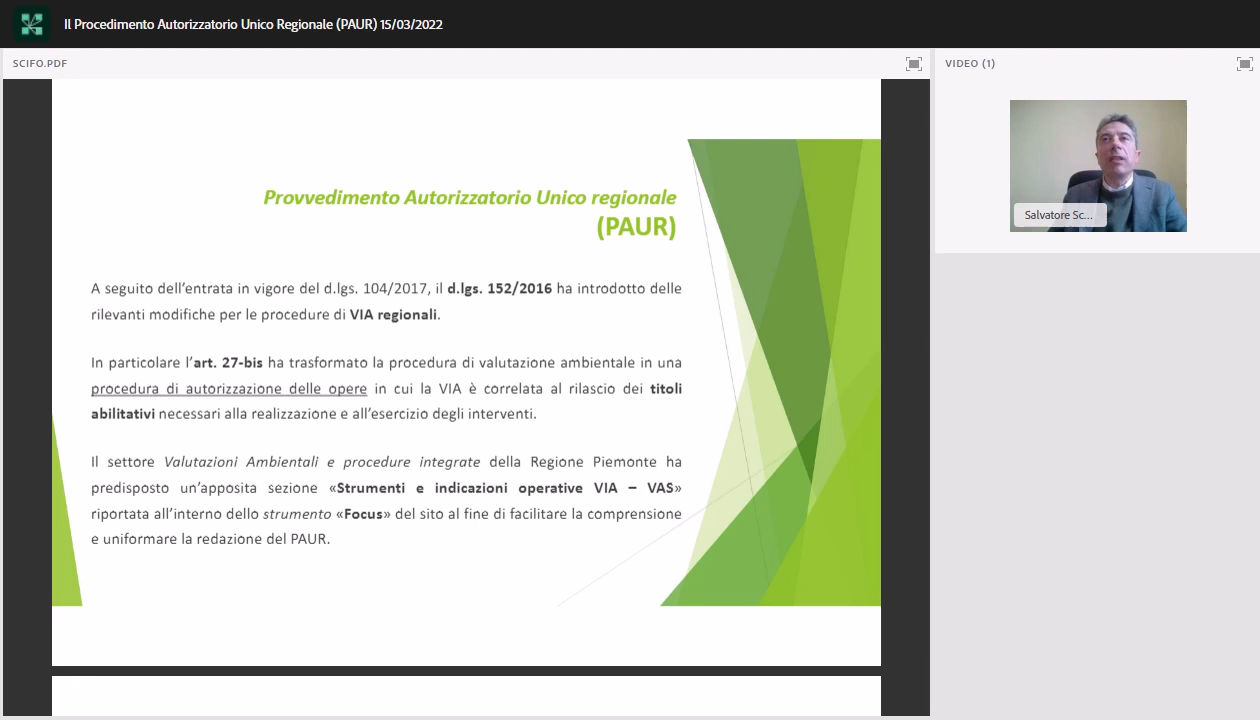 Il Procedimento Autorizzatorio Unico Regionale (PAUR) 15/03/2022
SCIFO.PDF
VIDEO (1)
Provvedimento Autorizzatorio Unico regionale
(PAUR)
A seguito dell'entrata in vigore del d.lgs. 104/2017, il d.lgs. 152/2016 ha introdotto delle
rilevanti modifiche per le procedure di VIA regionali.
In particolare l'art. 27-bis ha trasformato la procedura di valutazione ambientale in una
procedura di autorizzazione delle opere in cui la VIA è correlata al rilascio dei titoli
abilitativi necessari alla realizzazione e all'esercizio degli interventi.
Il settore Valutazioni Ambientali e procedure integrate della Regione Piemonte ha
predisposto un'apposita sezione «Strumenti e indicazioni operative VIA – VAS»
riportata all'interno dello strumento «Focus» del sito al fine di facilitare la comprensione
e uniformare la redazione del PAUR.
Salvatore Sc...